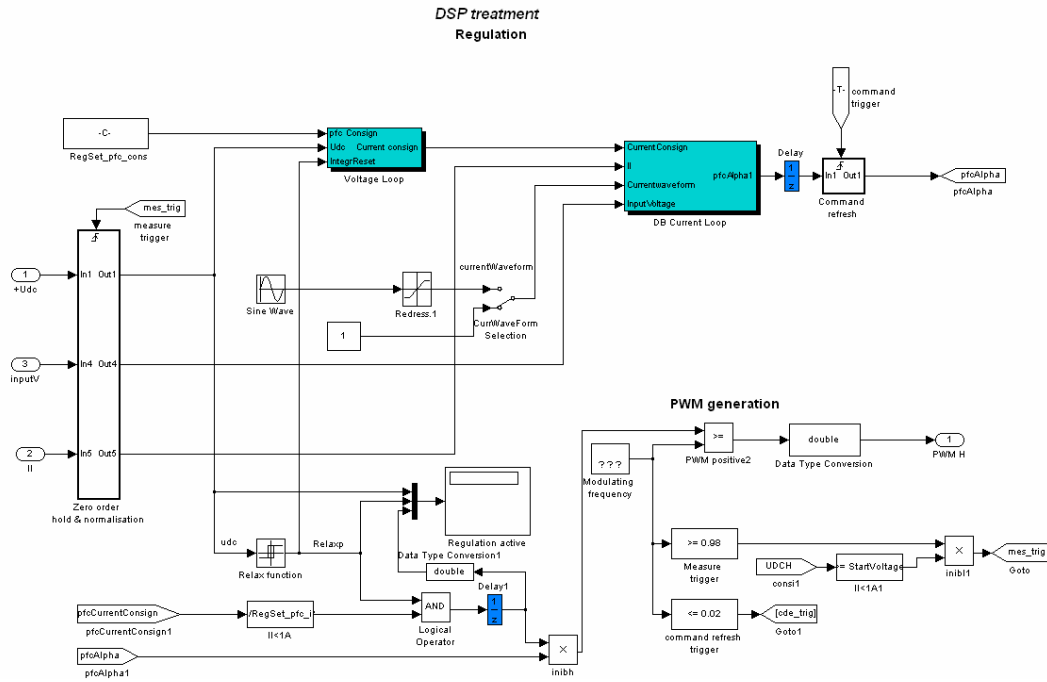 DSP treatment
Regulation
-T-
command
trigger
-C-
RegSet_pfc_cons
pfc Consign
Udc Current consign
IntegrReset
Voltage Loop
CurrentConsign
Il
Currentwaveform
InputVoltage
pfcAlpha1
DB Current Loop
Delay
1
z
In1 Out1
Command
refresh
pfcAlpha
pfcAlpha
mes_trig
measure
trigger
1
+Udc
In1 Out1
3
inputV
In4 Out4
2
Il
In5 Out5
Zero order
hold & normalisation
Sine Wave
Redress.1
currentWaveform
1
CurrWaveForm
Selection
PWM generation
>=
PWM positive2
double
Data Type Conversion
1
PWM H
???
Modulating
frequency
Regulation active
udc
Relax function
Relaxp
Data Type Conversion1
double
Delay1
1
z
>= 0.98
Measure
trigger
UDCH
consi1
= StartVoltage
Il<1A1
×
inibl1
mes_trig
Goto
<= 0.02
command refresh
trigger
[cde_trig]
Goto1
pfcCurrentConsign
pfcCurrentConsign1
/RegSet_pfc_i
Il<1A
AND
Logical
Operator
×
inibh
pfcAlpha
pfcAlpha1